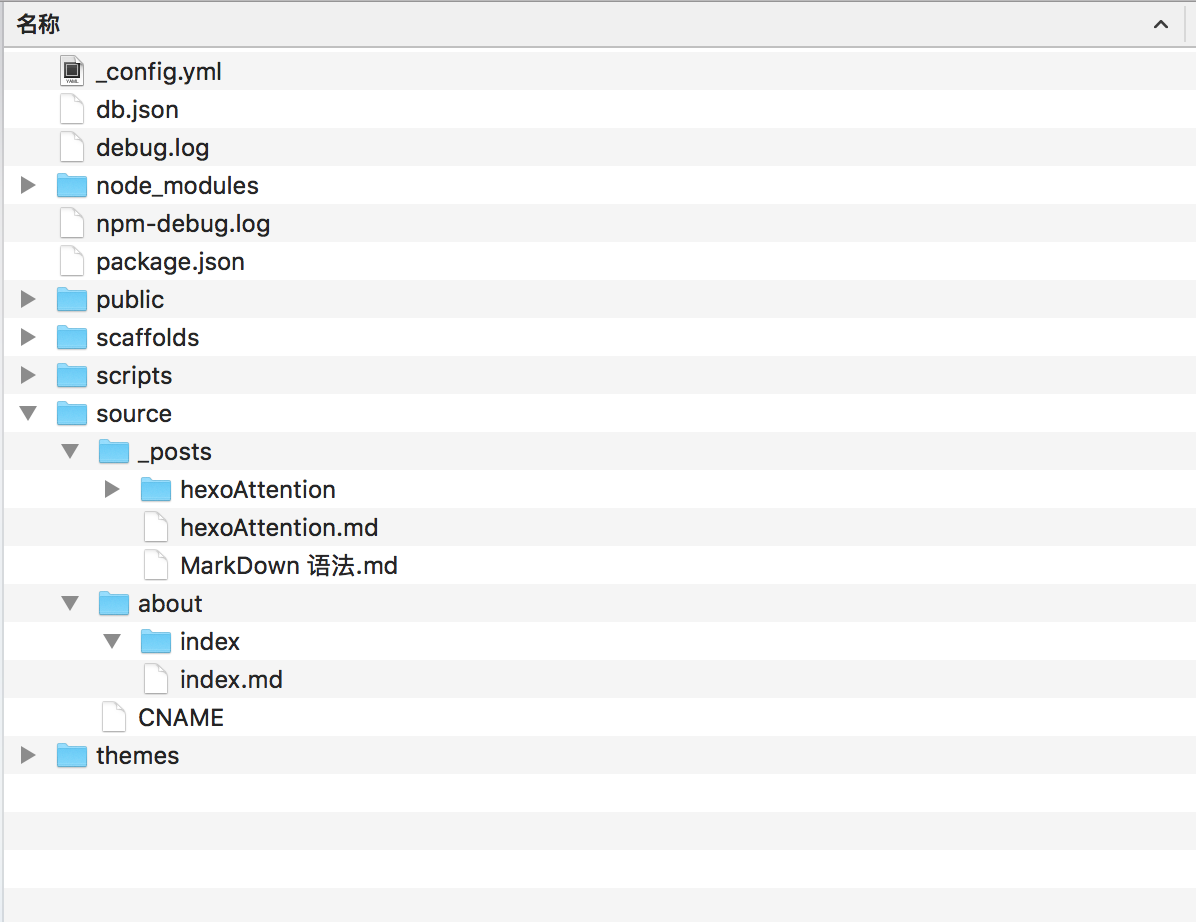 名称
_config.yml
db.json
debug.log
node_modules
npm-debug.log
package.json
public
scaffolds
scripts
source
_posts
hexoAttention
hexoAttention.md
MarkDown 语法.md
about
index
index.md
CNAME
themes